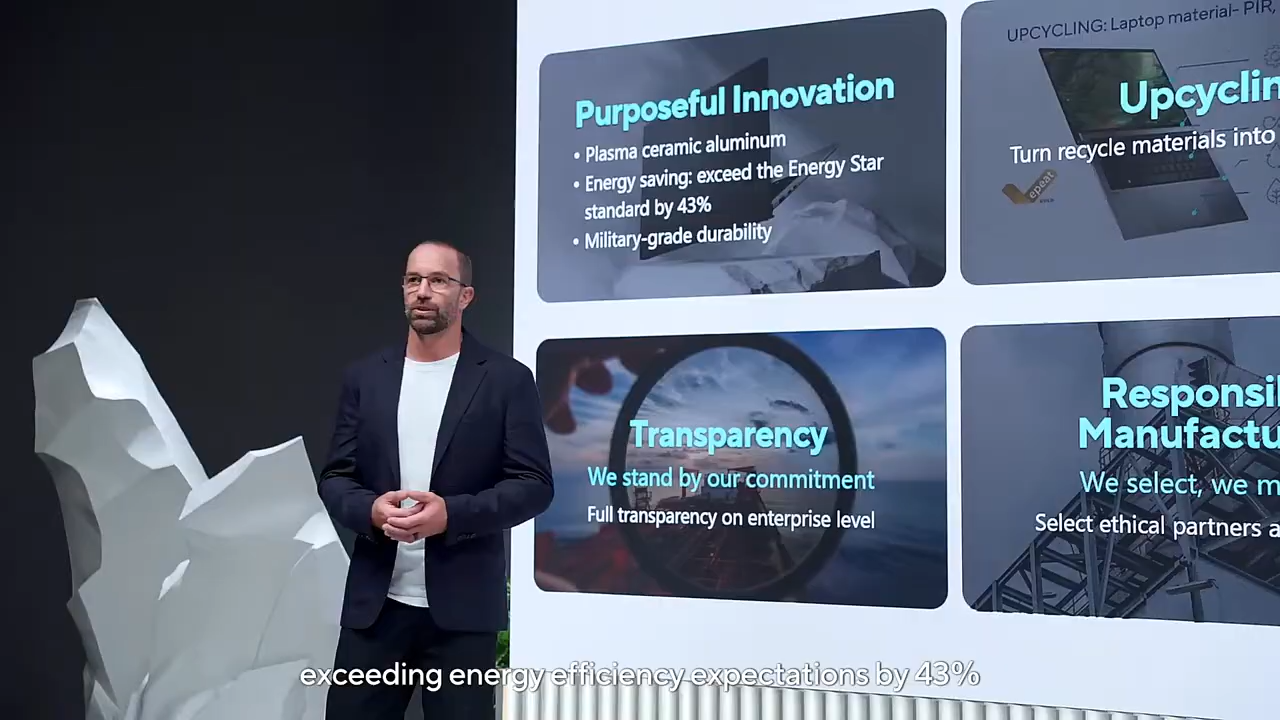 Purposeful Innovation
• Plasma ceramic aluminum
• Energy saving: exceed the Energy Star
standard by 43%
• Military-grade durability
UPCYCLING: Laptop material- PIR,
Upcyclin
Turn recycle materials into
epeat
Transparency
We stand by our commitment
Full transparency on enterprise level
Responsi
Manufactu
We select, we m
Select ethical partners a
exceeding energy efficiency expectations by 43%